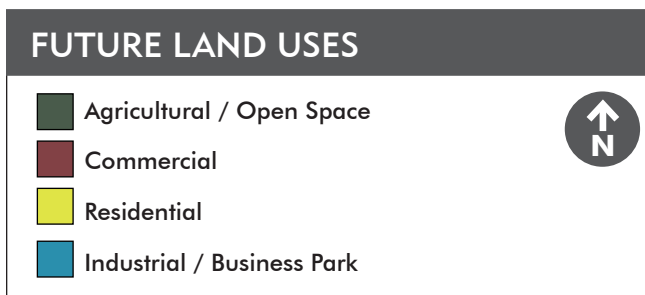 FUTURE LAND USES
Agricultural / Open Space
Commercial
Residential
Industrial / Business Park
N